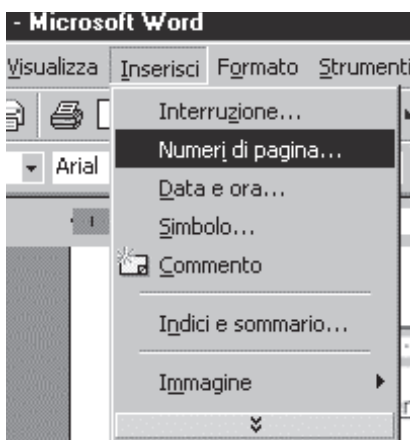 - Microsoft Word
Visualizza Inserisci Formato Strumenti
Interruzione...
Arial
Numeri di pagina...
Data e ora...
Simbolo...
Commento
Indici e sommario...
Immagine